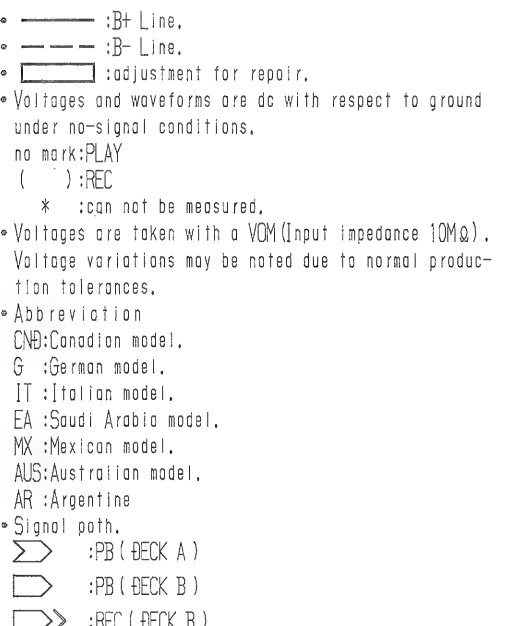 • ——— :B+ Line.
• — — — :B- Line.
• :adjustment for repair.
• Voltages and waveforms are dc with respect to ground
under no-signal conditions.
no mark:PLAY
( ) :REC
* :can not be measured.
• Voltages are taken with a VOM(Input impedance 10MΩ).
Voltage variations may be noted due to normal produc-
tion tolerances.
• Abbreviation
CND:Canadian model.
G :German model.
IT :Italian model.
EA :Saudi Arabia model.
MX :Mexican model.
AUS:Australian model.
AR :Argentine
• Signal path.
:PB ( DECK A )
:PB ( DECK B )
:REC ( DECK B )